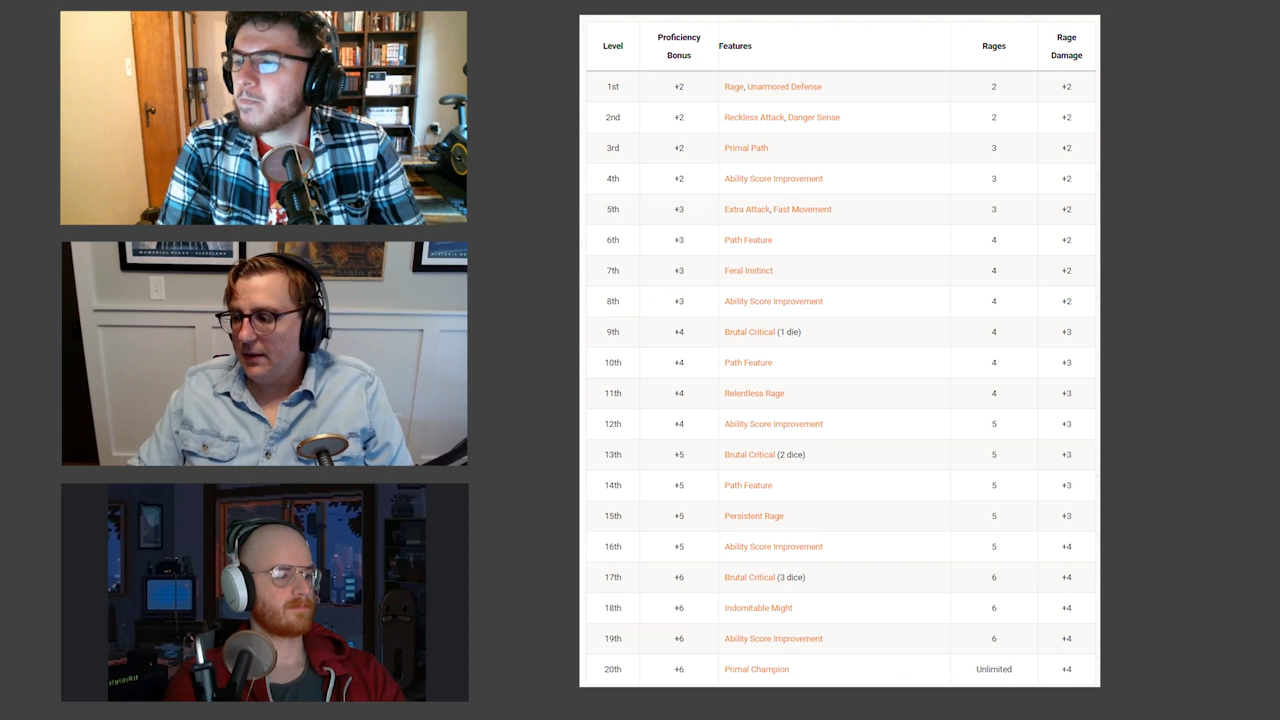 MEMORIAL PLAZA - CLEVELAND
Level Proficiency Bonus Features Rages Rage Damage
1st +2 Rage, Unarmored Defense 2 +2
2nd +2 Reckless Attack, Danger Sense 2 +2
3rd +2 Primal Path 3 +2
4th +2 Ability Score Improvement 3 +2
5th +3 Extra Attack, Fast Movement 3 +2
6th +3 Path Feature 4 +2
7th +3 Feral Instinct 4 +2
8th +3 Ability Score Improvement 4 +2
9th +4 Brutal Critical (1 die) 4 +3
10th +4 Path Feature 4 +3
11th +4 Relentless Rage 4 +3
12th +4 Ability Score Improvement 5 +3
13th +5 Brutal Critical (2 dice) 5 +3
14th +5 Path Feature 5 +3
15th +5 Persistent Rage 5 +3
16th +5 Ability Score Improvement 5 +4
17th +6 Brutal Critical (3 dice) 6 +4
18th +6 Indomitable Might 6 +4
19th +6 Ability Score Improvement 6 +4
20th +6 Primal Champion Unlimited +4